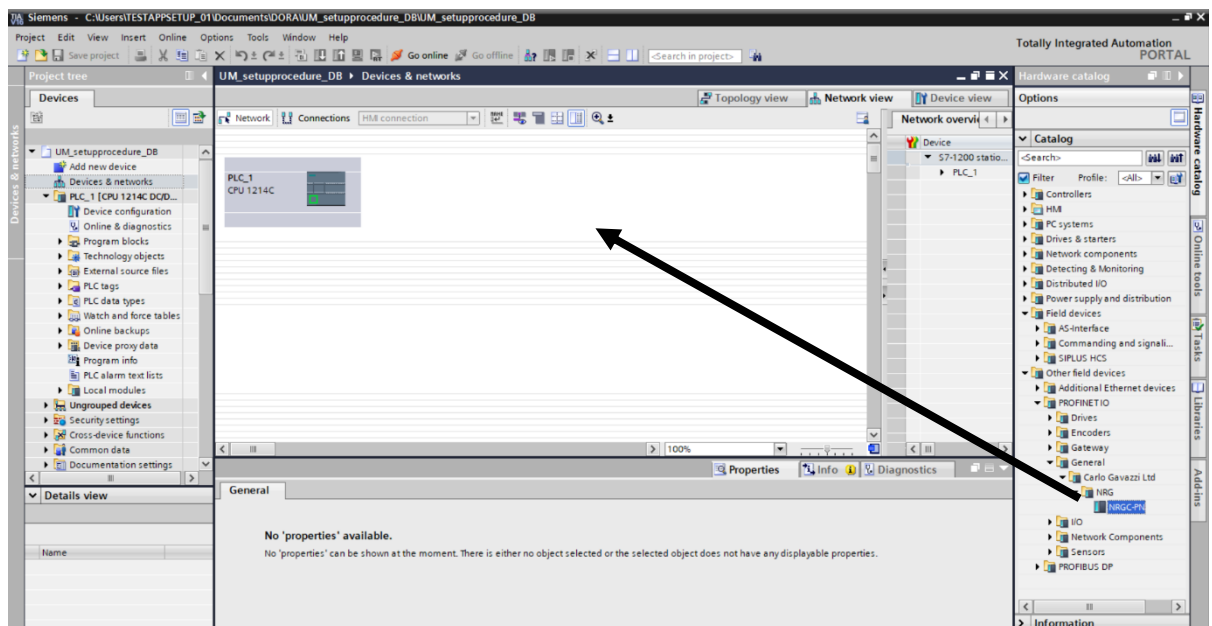 Siemens - C:\Users\TESTAPPSETUP_01\Documents\DORA\UM_setupprocedure_DB\UM_setupprocedure_DB
Project Edit View Insert Online Options Tools Window Help
Totally Integrated Automation
PORTAL
Save project
Go online
Go offline
<Search in project>
Project tree
Devices
Devices & networks
UM_setupprocedure_DB
Add new device
Devices & networks
PLC_1 [CPU 1214C DC/D...
Device configuration
Online & diagnostics
Program blocks
Technology objects
External source files
PLC tags
PLC data types
Watch and force tables
Online backups
Device proxy data
Program info
PLC alarm text lists
Local modules
Ungrouped devices
Security settings
Cross-device functions
Common data
Documentation settings
Details view
Name
UM_setupprocedure_DB
Devices & networks
Topology view
Network view
Device view
Network
Connections
HMI connection
PLC_1
CPU 1214C
100%
Network overvie
Device
S7-1200 statio...
PLC_1
Properties
Info
Diagnostics
General
No 'properties' available.
No 'properties' can be shown at the moment. There is either no object selected or the selected object does not have any displayable properties.
Hardware catalog
Options
Catalog
<Search>
Filter
Profile:
<All>
Controllers
HMI
PC systems
Drives & starters
Network components
Detecting & Monitoring
Distributed I/O
Power supply and distribution
Field devices
AS-Interface
Commanding and signali...
SIPLUS HCS
Other field devices
Additional Ethernet devices
PROFINET IO
Drives
Encoders
Gateway
General
Carlo Gavazzi Ltd
NRG
NRGC-PN
I/O
Network Components
Sensors
PROFIBUS DP
Information
Hardware catalog
Online tools
Tasks
Libraries
Add-ins